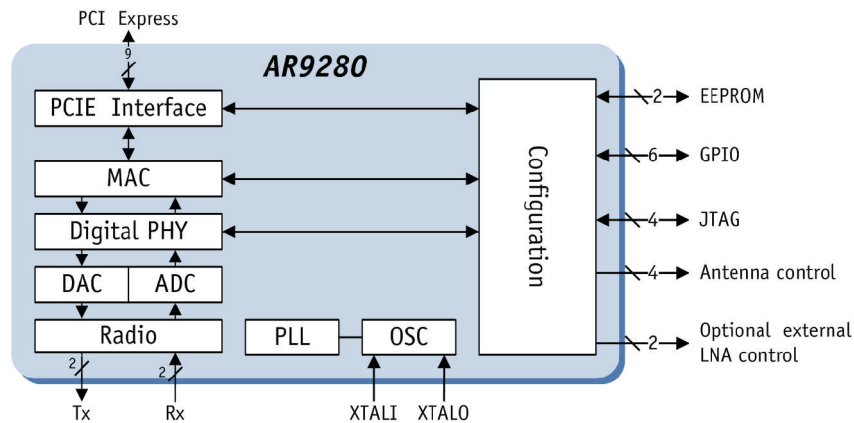 PCI Express
9
AR9280
PCIE Interface
MAC
Digital PHY
DAC
ADC
Radio
PLL
OSC
Configuration
2
EEPROM
6
GPIO
4
JTAG
4
Antenna control
2
Optional external
LNA control
2
2
Tx
Rx
XTALI
XTALO